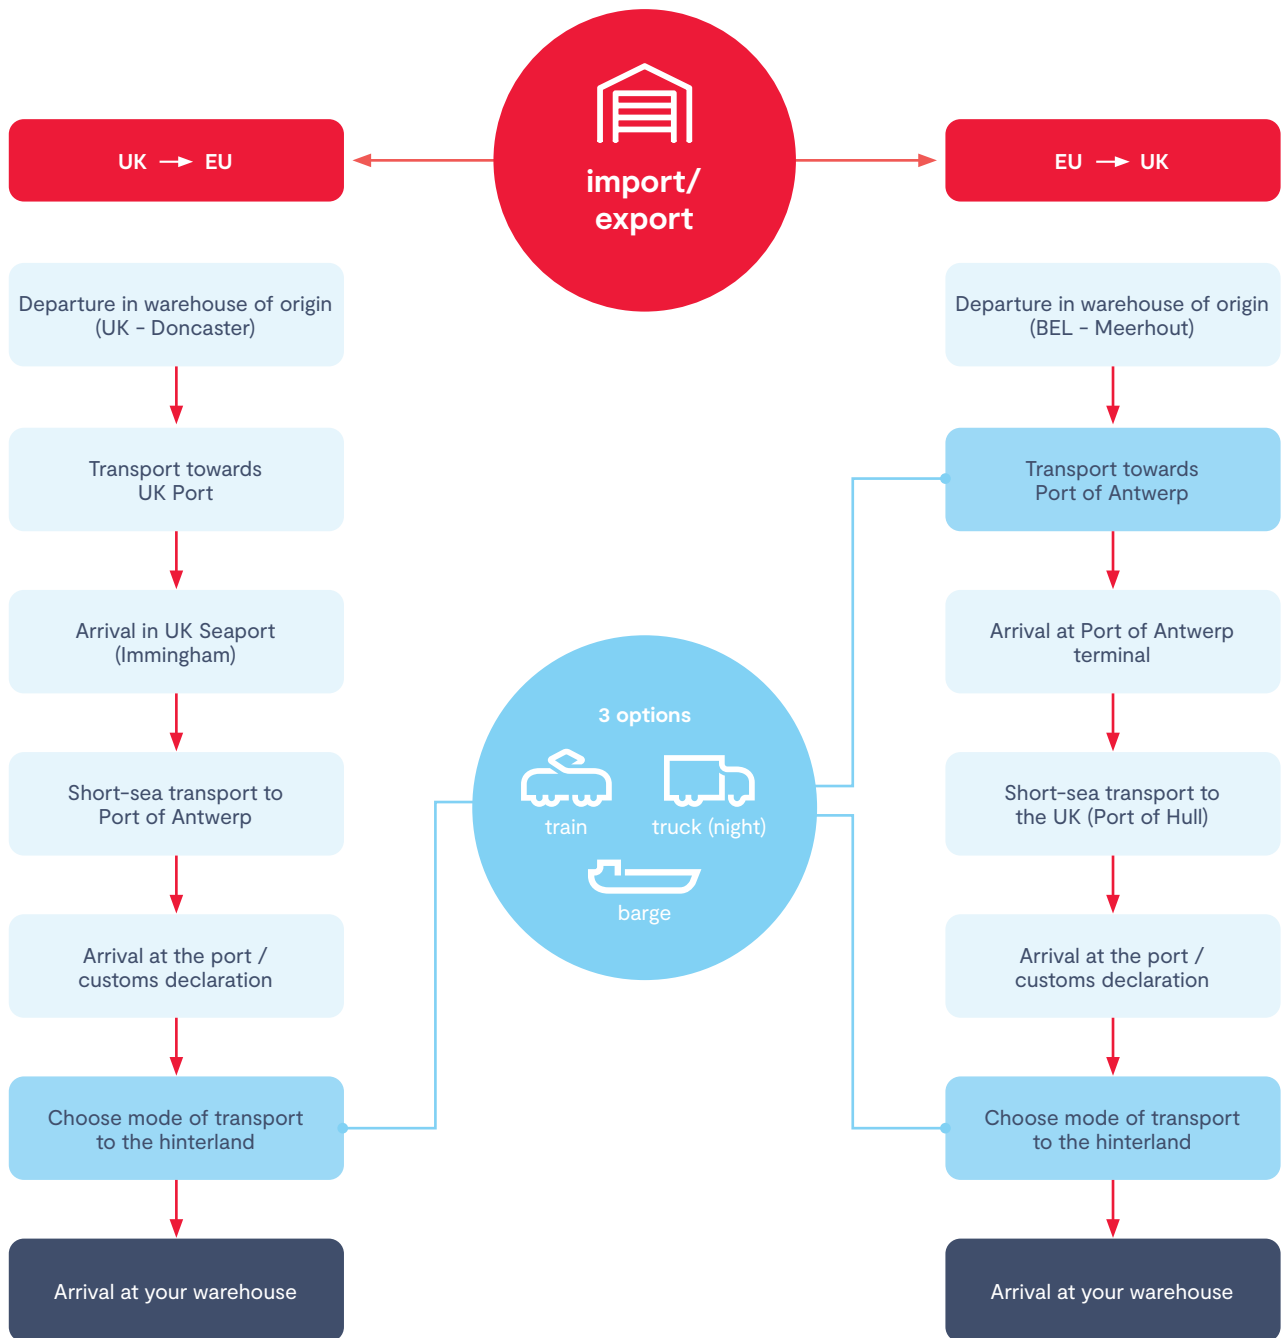 import/
export
UK → EU
Departure in warehouse of origin
(UK - Doncaster)
Transport towards
UK Port
Arrival in UK Seaport
(Immingham)
Short-sea transport to
Port of Antwerp
Arrival at the port /
customs declaration
Choose mode of transport
to the hinterland
Arrival at your warehouse
3 options
train
truck (night)
barge
EU → UK
Departure in warehouse of origin
(BEL - Meerhout)
Transport towards
Port of Antwerp
Arrival at Port of Antwerp
terminal
Short-sea transport to
the UK (Port of Hull)
Arrival at the port /
customs declaration
Choose mode of transport
to the hinterland
Arrival at your warehouse